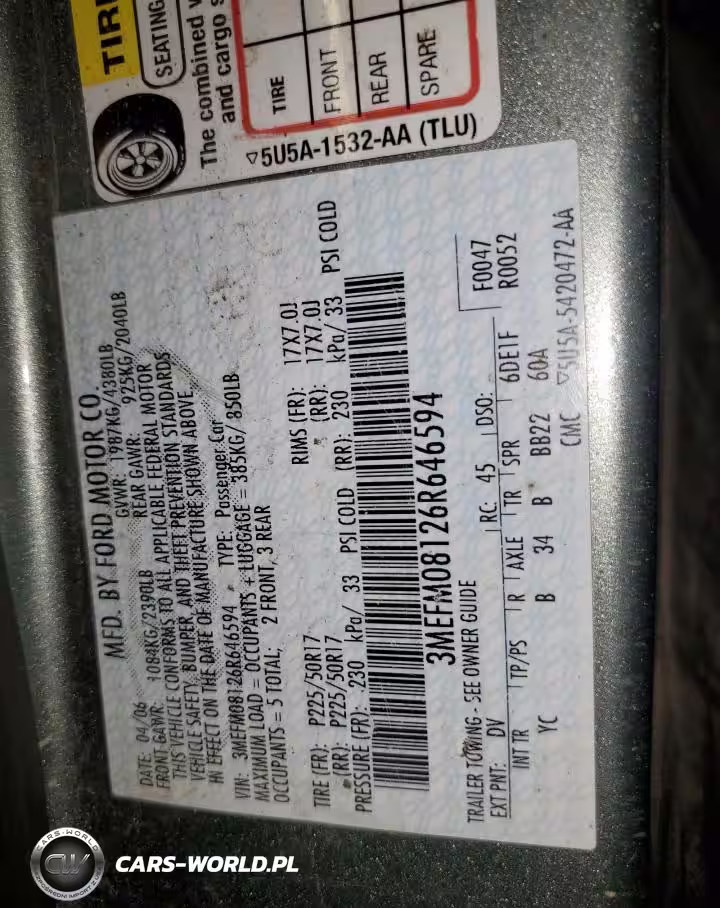 TIRE
SEATING
The combined
and cargo
TIRE
FRONT
REAR
SPARE
▽5U5A-1532-AA (TLU)
MFD. BY FORD MOTOR CO.
DATE: 04/06 GVWR: 1987KG/4380LB
FRONT GAWR: 1084KG/2390LB REAR GAWR: 925KG/2040LB
THIS VEHICLE CONFORMS TO ALL APPLICABLE FEDERAL MOTOR
VEHICLE SAFETY, BUMPER, AND THEFT PREVENTION STANDARDS
IN EFFECT ON THE DATE OF MANUFACTURE SHOWN ABOVE.
VIN: 3MEFM08126R646594 TYPE: Passenger Car
MAXIMUM LOAD = OCCUPANTS + LUGGAGE = 385KG/ 850LB
OCCUPANTS = 5 TOTAL; 2 FRONT, 3 REAR
TIRE (FR): P225/50R17 RIMS (FR): 17X7.0J
(RR): P225/50R17 (RR): 17X7.0J
PRESSURE (FR): 230 kPa/ 33 PSI COLD (RR): 230 kPa/ 33 PSI COLD
3MEFM08126R646594
TRAILER TOWING - SEE OWNER GUIDE F0047
EXT PNT: DV RC: 45 DSO: R0052
INT TR TP/PS R AXLE TR SPR 6DE1F
YC B 34 B BB22 60A
CMC ▽5U5A-5420472-AA
CARS-WORLD
CW
CARS-WORLD.PL